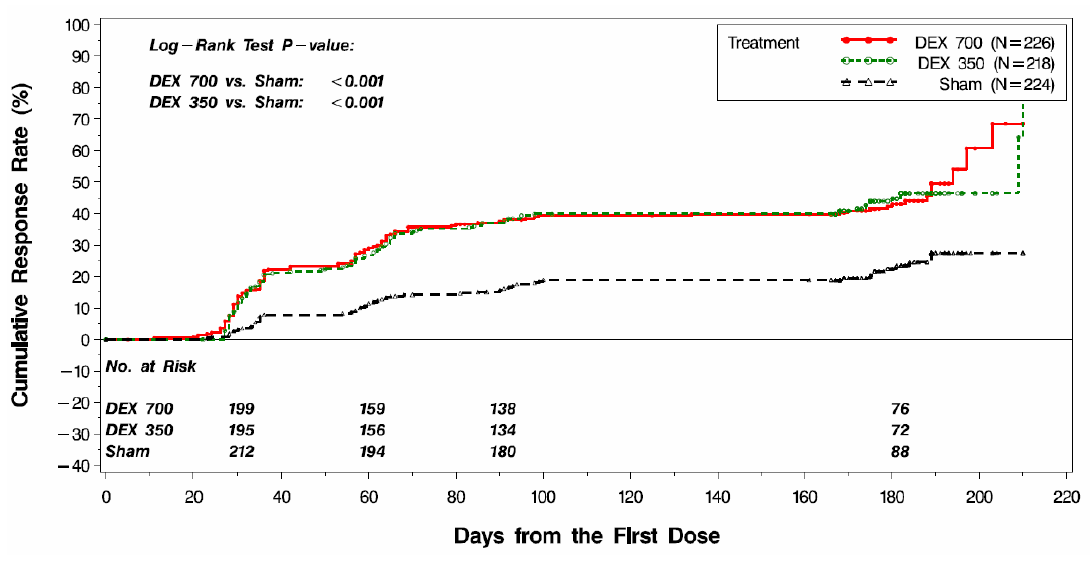 Log−Rank Test P−value:
DEX 700 vs. Sham: <0.001
DEX 350 vs. Sham: <0.001
Treatment DEX 700 (N=226)
DEX 350 (N=218)
Sham (N=224)
Cumulative Response Rate (%)
100
90
80
70
60
50
40
30
20
10
0
−10
−20
−30
−40
No. at Risk
DEX 700 199 159 138 76
DEX 350 195 156 134 72
Sham 212 194 180 88
0 20 40 60 80 100 120 140 160 180 200 220
Days from the FIrst Dose